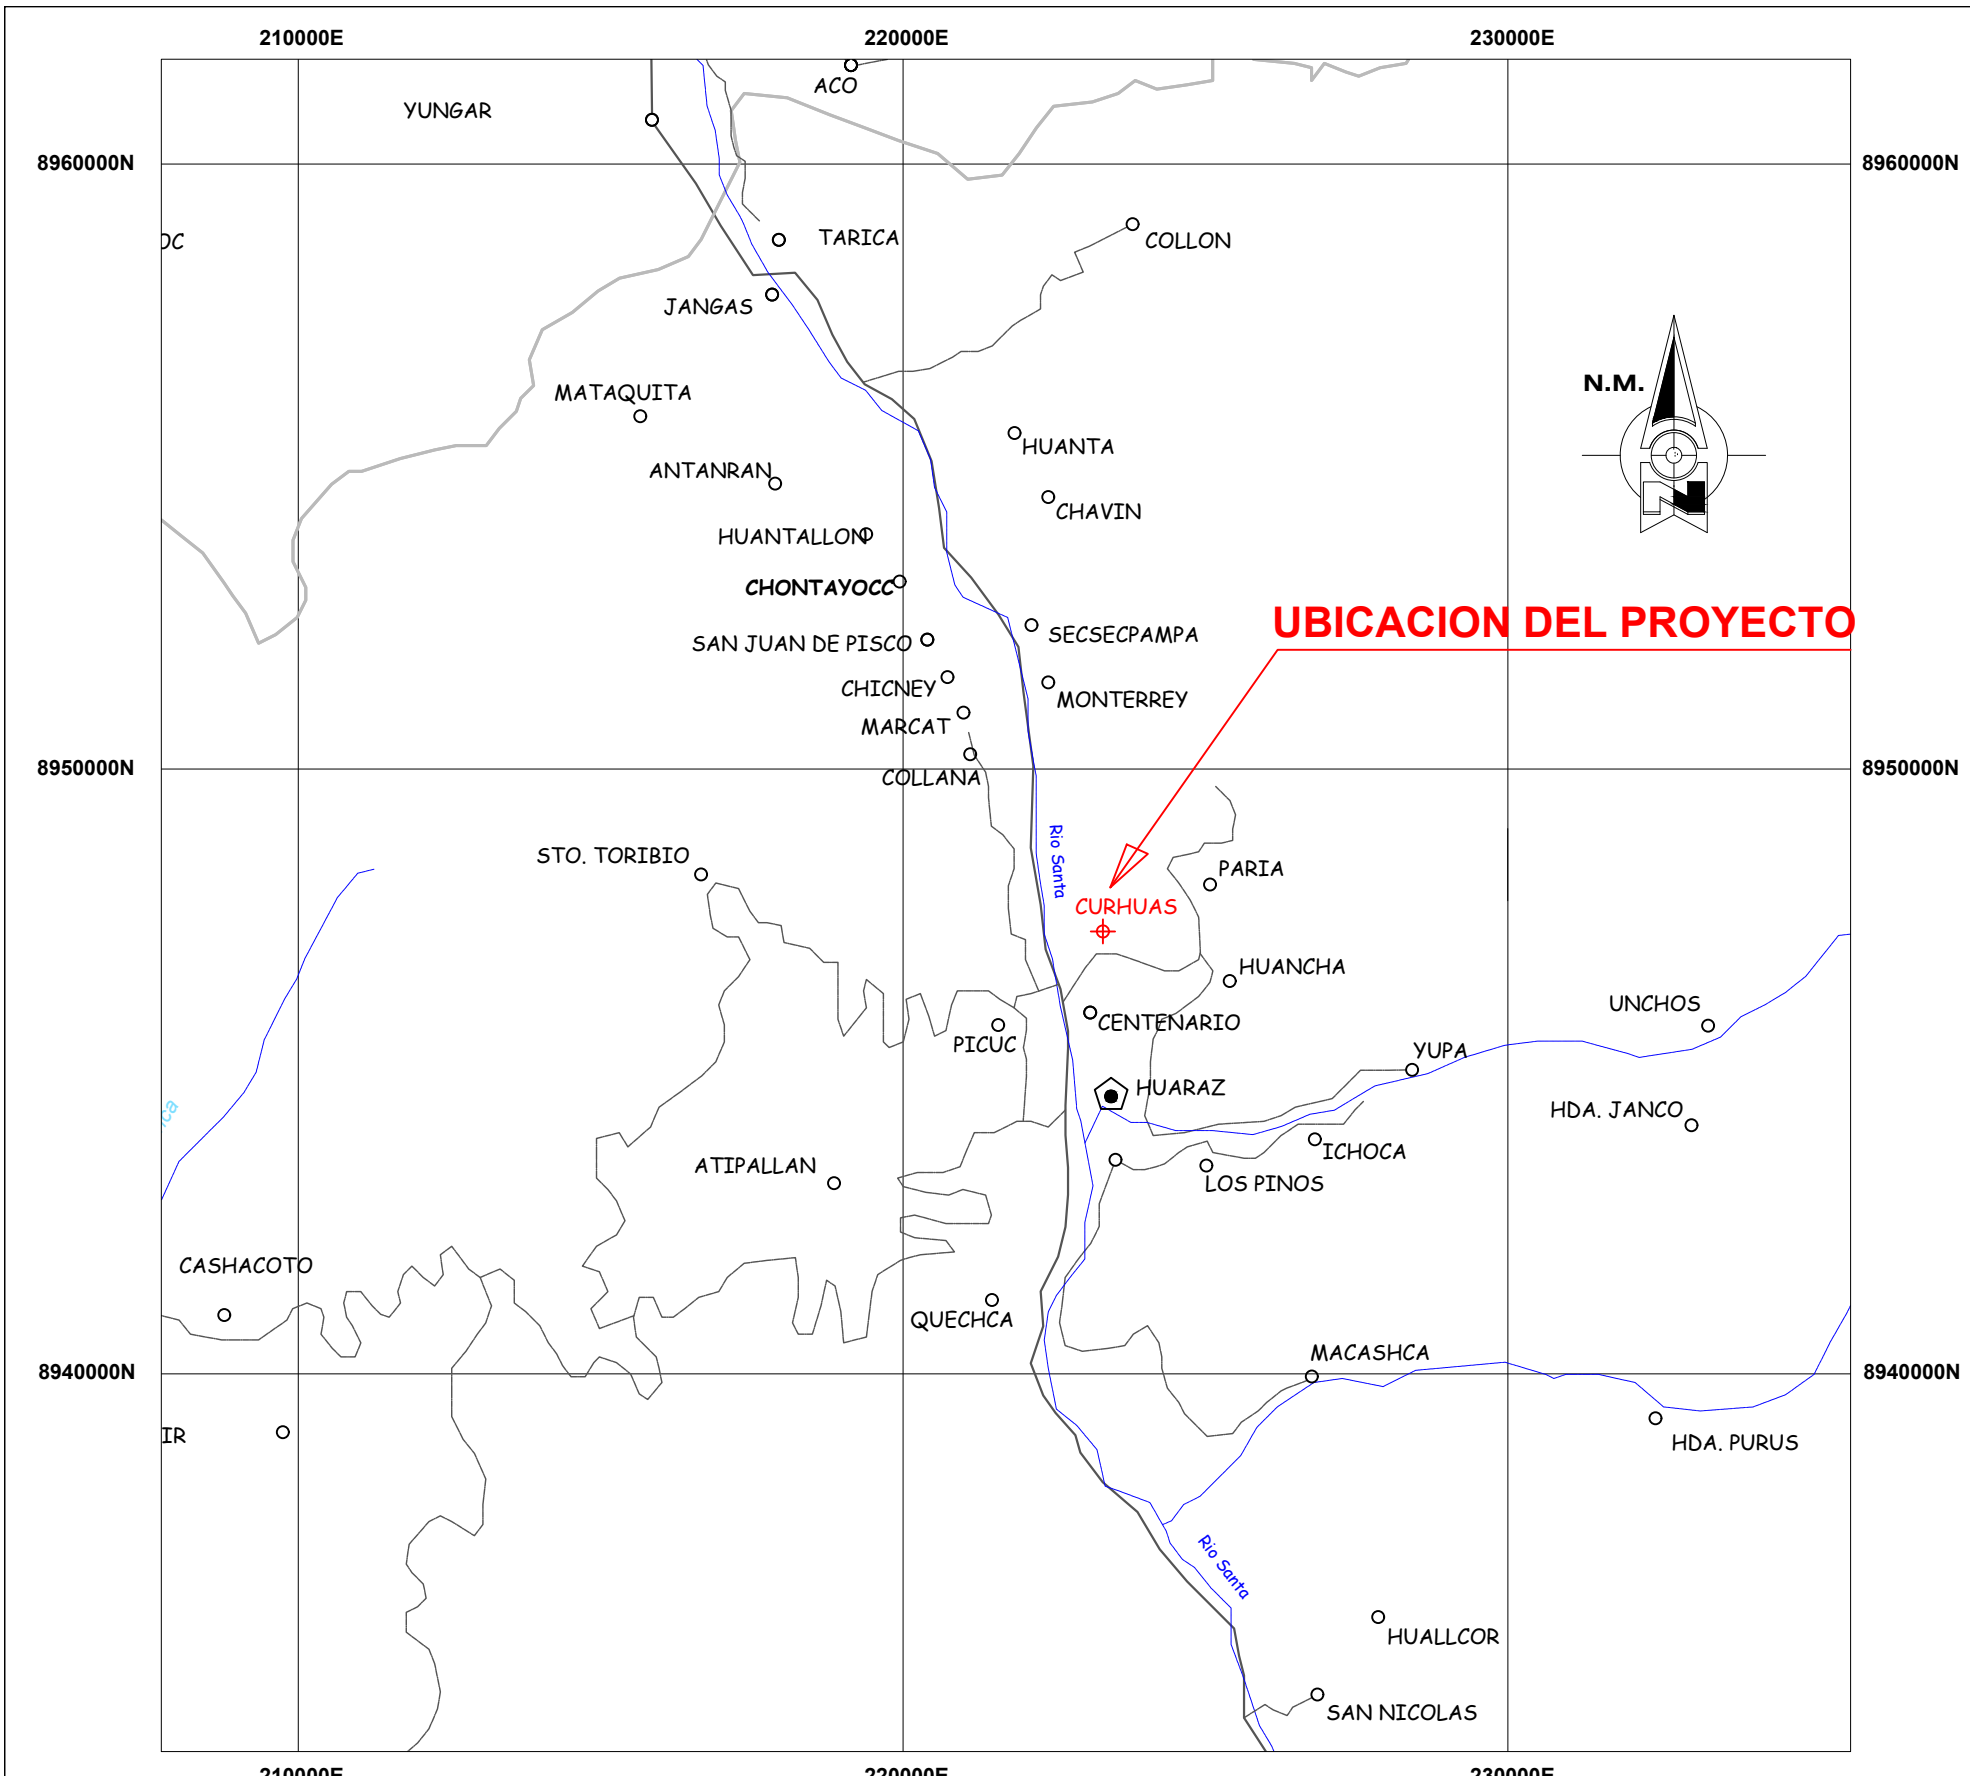 210000E 220000E 230000E
ACO
YUNGAR
8960000N 8960000N
TARICA
COLLON
JANGAS
N.M.
MATAQUITA
HUANTA
ANTANRAN
CHAVIN
HUANTALLON
CHONTAYOCC
UBICACION DEL PROYECTO
SECSECPAMPA
SAN JUAN DE PISCO
CHICNEY
MONTERREY
MARCAT
8950000N 8950000N
COLLANA
Rio Santa
STO. TORIBIO
PARIA
CURHUAS
HUANCHA
UNCHOS
CENTENARIO
PICUC
YUPA
HUARAZ
HDA. JANCO
ICHOCA
ATIPALLAN
LOS PINOS
CASHACOTO
QUECHCA
MACASHCA
8940000N 8940000N
IR
HDA. PURUS
Rio Santa
HUALLCOR
SAN NICOLAS
210000E 220000E 230000E